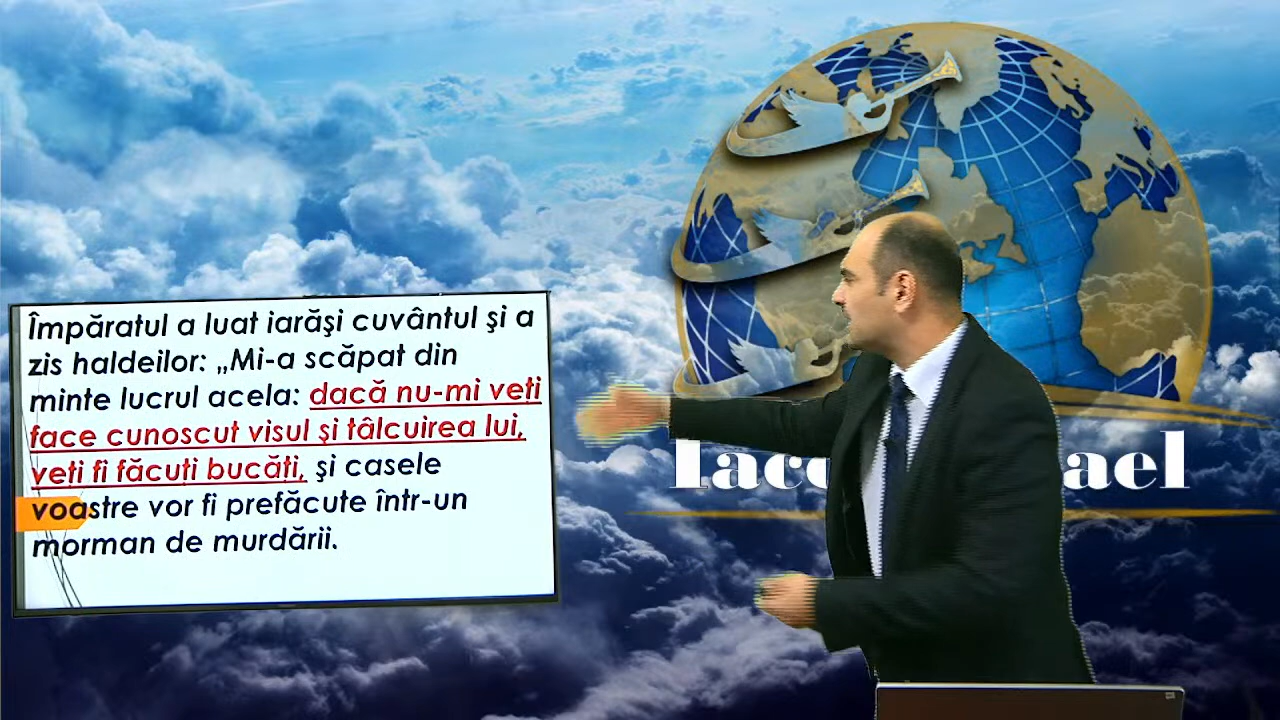 Împăratul a luat iarăşi cuvântul şi a
zis haldeilor: „Mi-a scăpat din
minte lucrul acela: dacă nu-mi veţi
face cunoscut visul şi tâlcuirea lui,
veţi fi făcuţi bucăţi, şi casele
voastre vor fi prefăcute într-un
morman de murdării.